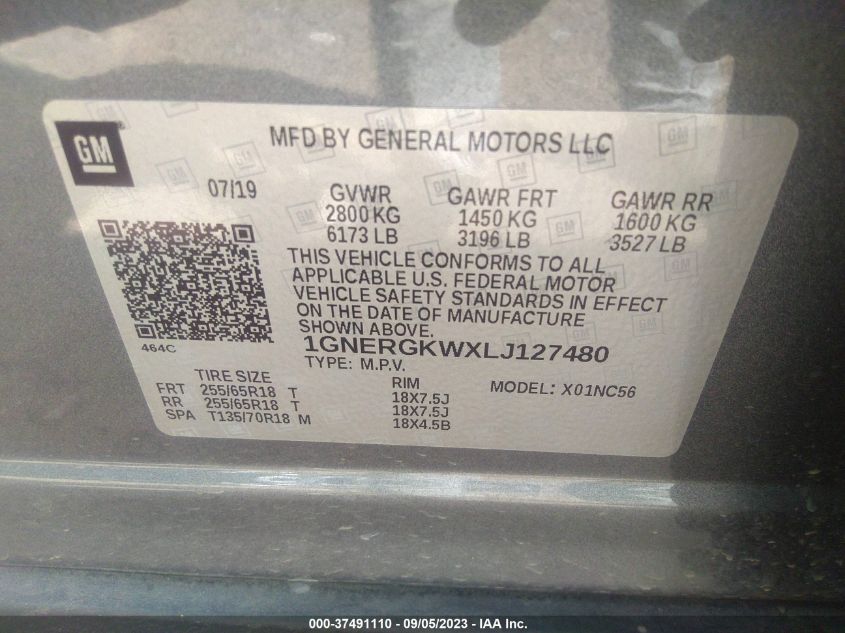 GM
MFD BY GENERAL MOTORS LLC
07/19
GVWR GAWR FRT GAWR RR
2800 KG 1450 KG 1600 KG
6173 LB 3196 LB 3527 LB
THIS VEHICLE CONFORMS TO ALL
APPLICABLE U.S. FEDERAL MOTOR
VEHICLE SAFETY STANDARDS IN EFFECT
ON THE DATE OF MANUFACTURE
SHOWN ABOVE.
464C
1GNERGKWXLJ127480
TYPE: M.P.V.
TIRE SIZE RIM MODEL: X01NC56
FRT 255/65R18 T 18X7.5J
RR 255/65R18 T 18X7.5J
SPA T135/70R18 M 18X4.5B
000-37491110 - 09/05/2023 - IAA Inc.